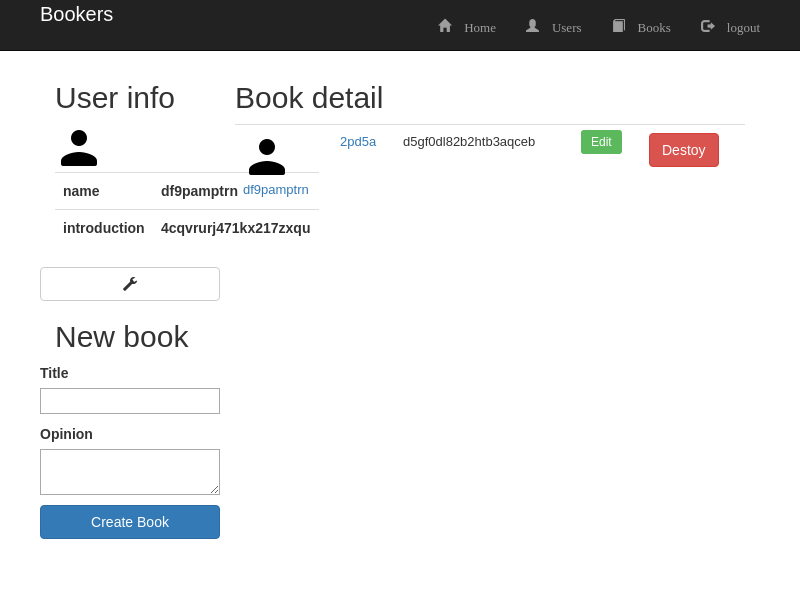 Bookers
Home Users Books logout
User info
name df9pamptrn
introduction 4cqvrurj471kx217zxqu
New book
Title
Opinion
Create Book
Book detail
df9pamptrn
2pd5a d5gf0dl82b2htb3aqceb Edit Destoy